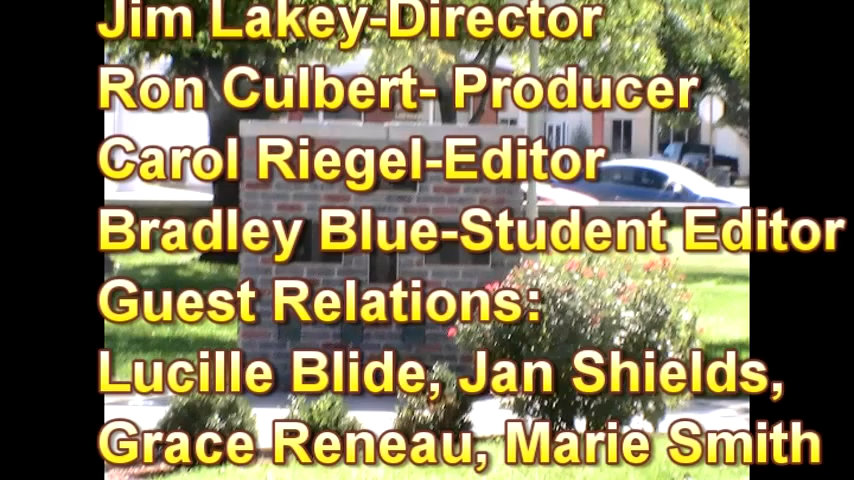 Jim Lakey-Director
Ron Culbert- Producer
Carol Riegel-Editor
Bradley Blue-Student Editor
Guest Relations:
Lucille Blide, Jan Shields,
Grace Reneau, Marie Smith